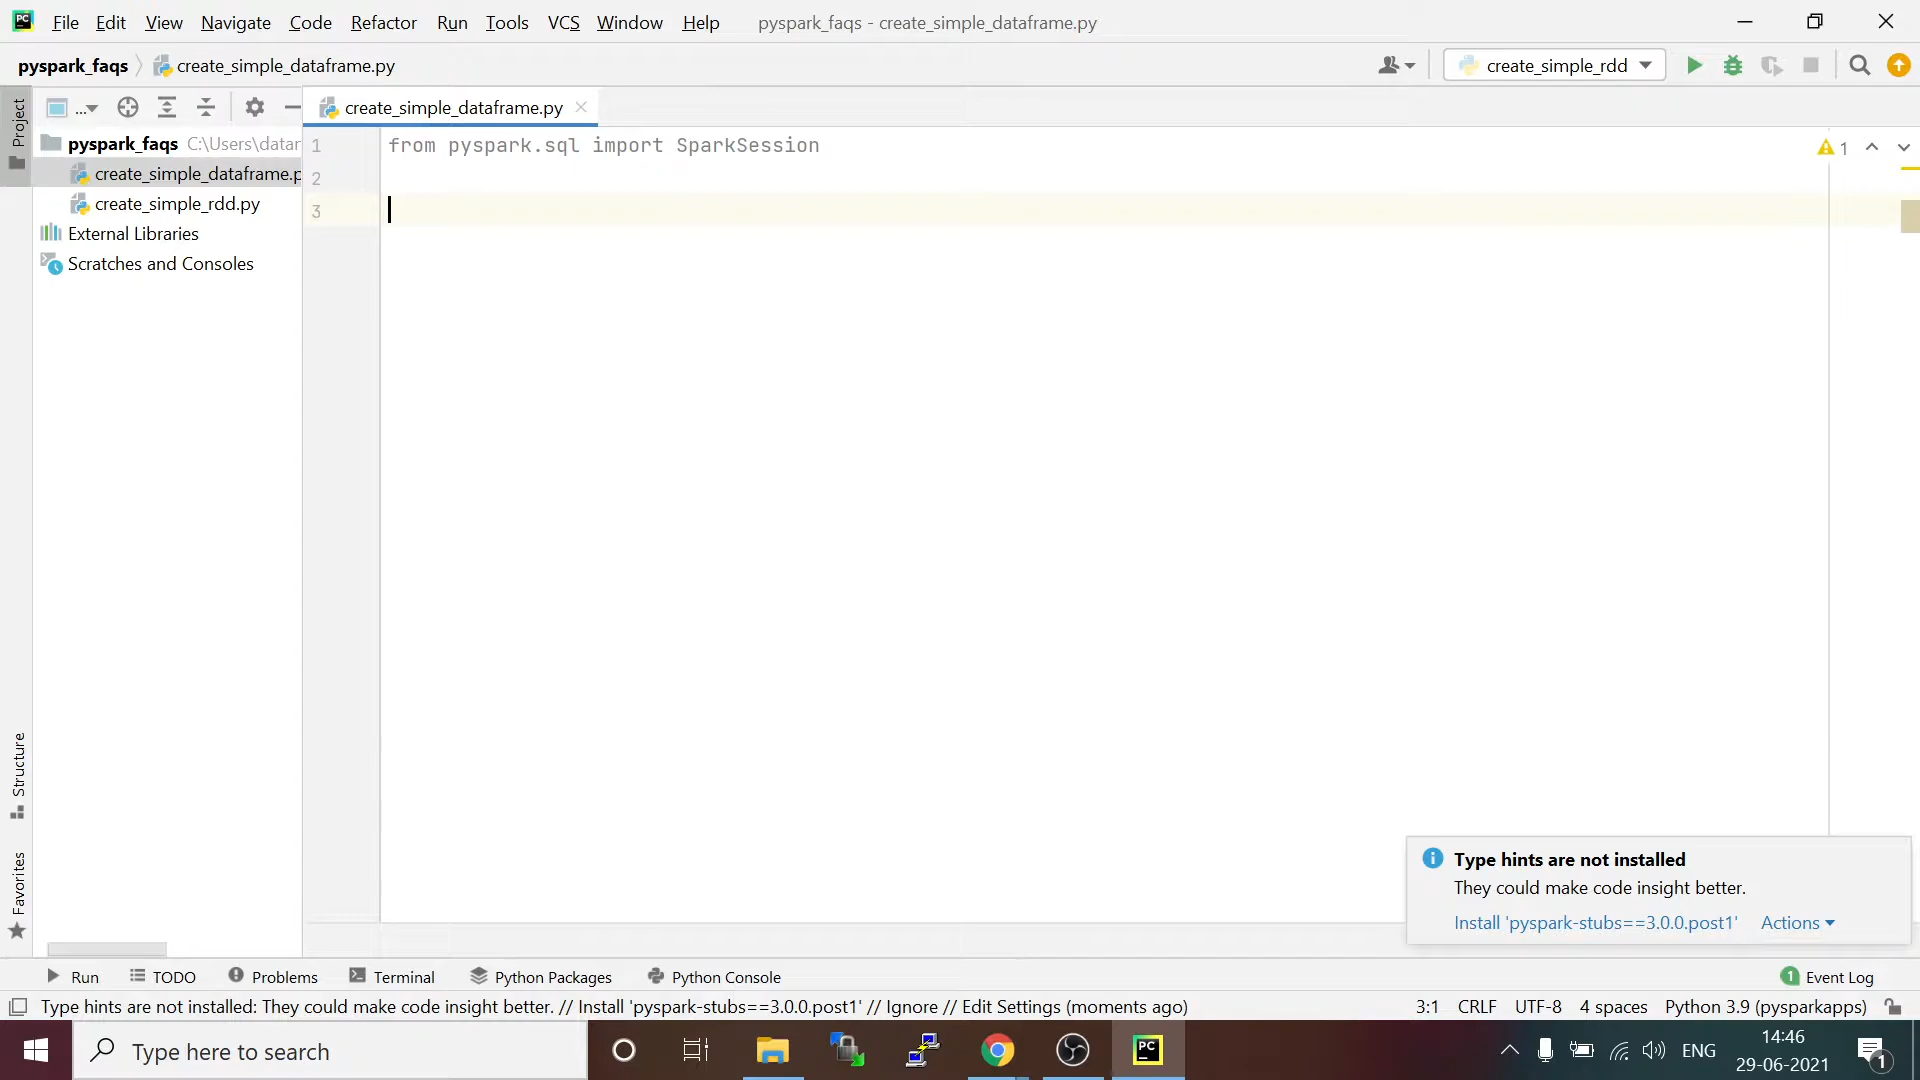 File Edit View Navigate Code Refactor Run Tools VCS Window Help pyspark_faqs - create_simple_dataframe.py
pyspark_faqs create_simple_dataframe.py create_simple_rdd
Project
... create_simple_dataframe.py
pyspark_faqs C:\Users\datar
create_simple_dataframe.p
create_simple_rdd.py
External Libraries
Scratches and Consoles
1 from pyspark.sql import SparkSession
2
3
1
Structure
Favorites
Type hints are not installed
They could make code insight better.
Install 'pyspark-stubs==3.0.0.post1' Actions
Run TODO Problems Terminal Python Packages Python Console 1 Event Log
Type hints are not installed: They could make code insight better. // Install 'pyspark-stubs==3.0.0.post1' // Ignore // Edit Settings (moments ago) 3:1 CRLF UTF-8 4 spaces Python 3.9 (pysparkapps)
Type here to search PC ENG 14:46
29-06-2021 1